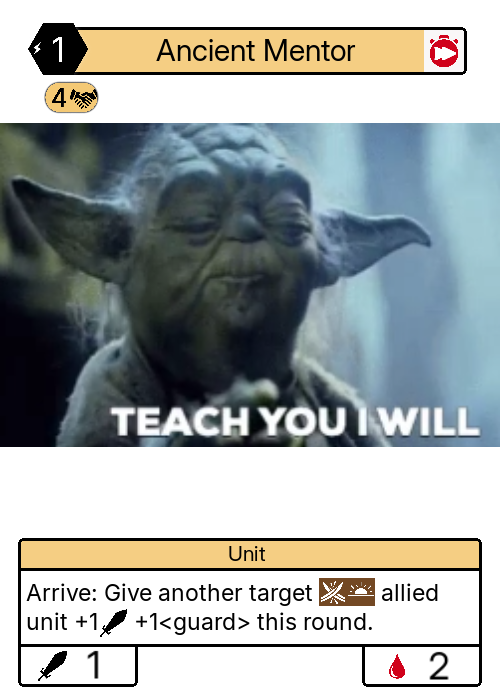 1 Ancient Mentor
4
TEACH YOU I WILL
Unit
Arrive: Give another target allied
unit +1 +1<guard> this round.
1 2